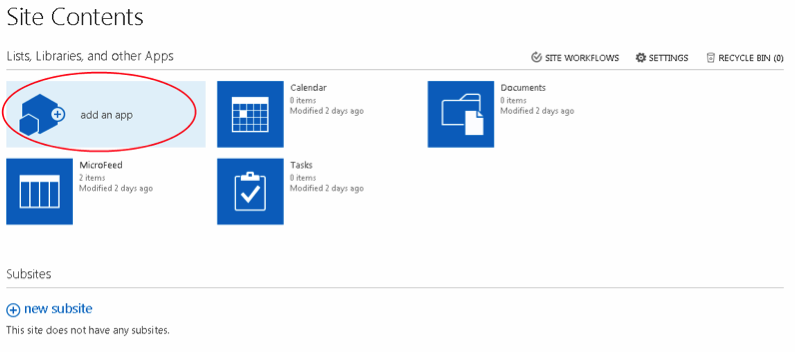 Site Contents
Lists, Libraries, and other Apps
SITE WORKFLOWS
SETTINGS
RECYCLE BIN (0)
add an app
Calendar
0 items
Modified 2 days ago
Documents
0 items
Modified 2 days ago
MicroFeed
2 items
Modified 2 days ago
Tasks
0 items
Modified 2 days ago
Subsites
new subsite
This site does not have any subsites.